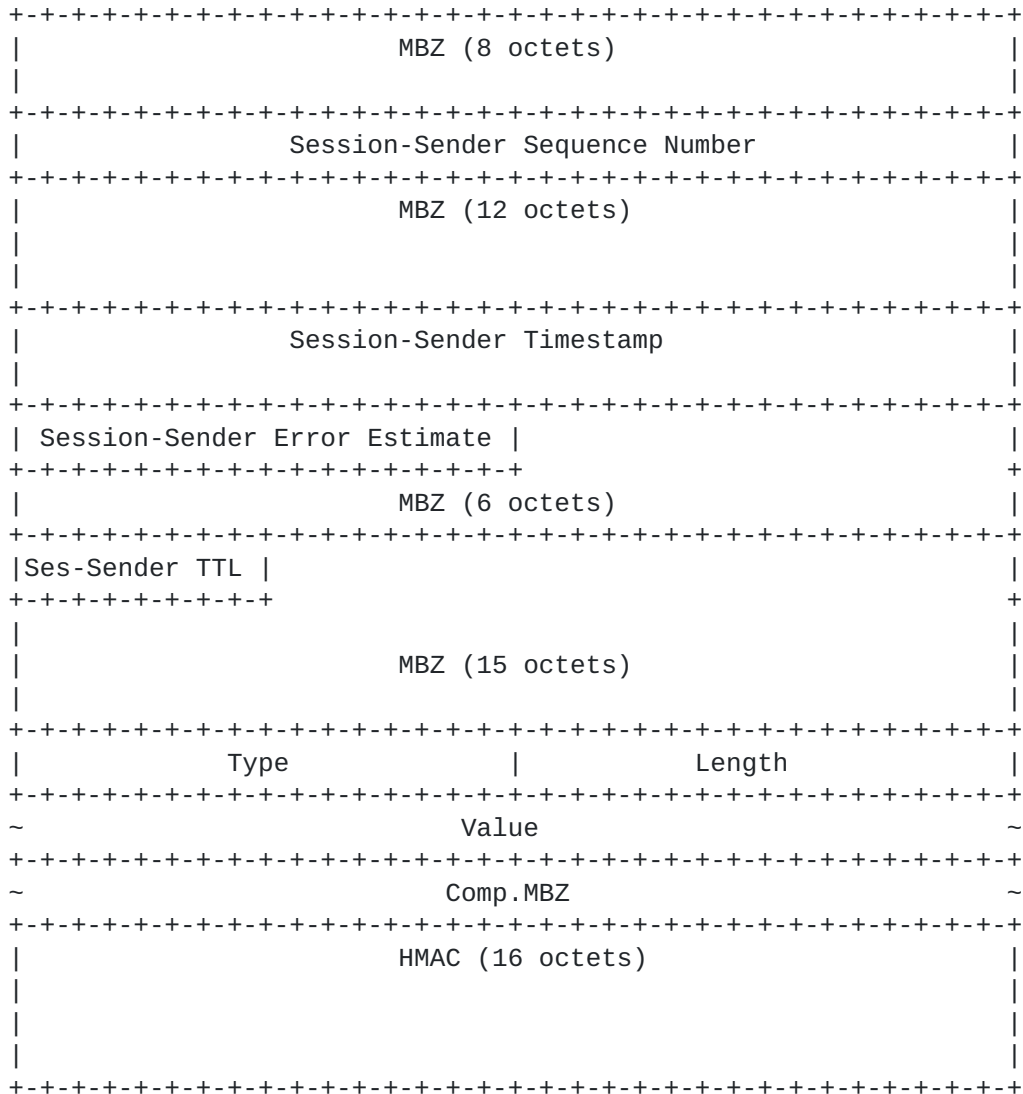 +-+-+-+-+-+-+-+-+-+-+-+-+-+-+-+-+-+-+-+-+-+-+-+-+-+-+-+-+-+-+-+-+
|                        MBZ (8 octets)                         |
|                                                               |
+-+-+-+-+-+-+-+-+-+-+-+-+-+-+-+-+-+-+-+-+-+-+-+-+-+-+-+-+-+-+-+-+
|                 Session-Sender Sequence Number                |
+-+-+-+-+-+-+-+-+-+-+-+-+-+-+-+-+-+-+-+-+-+-+-+-+-+-+-+-+-+-+-+-+
|                        MBZ (12 octets)                        |
|                                                               |
|                                                               |
+-+-+-+-+-+-+-+-+-+-+-+-+-+-+-+-+-+-+-+-+-+-+-+-+-+-+-+-+-+-+-+-+
|                 Session-Sender Timestamp                      |
|                                                               |
+-+-+-+-+-+-+-+-+-+-+-+-+-+-+-+-+-+-+-+-+-+-+-+-+-+-+-+-+-+-+-+-+
| Session-Sender Error Estimate |                               |
+-+-+-+-+-+-+-+-+-+-+-+-+-+-+-+-+                               +
|                        MBZ (6 octets)                         |
+-+-+-+-+-+-+-+-+-+-+-+-+-+-+-+-+-+-+-+-+-+-+-+-+-+-+-+-+-+-+-+-+
|Ses-Sender TTL |                                               |
+-+-+-+-+-+-+-+-+                                               +
|                                                               |
|                        MBZ (15 octets)                        |
|                                                               |
+-+-+-+-+-+-+-+-+-+-+-+-+-+-+-+-+-+-+-+-+-+-+-+-+-+-+-+-+-+-+-+-+
|             Type              |           Length              |
+-+-+-+-+-+-+-+-+-+-+-+-+-+-+-+-+-+-+-+-+-+-+-+-+-+-+-+-+-+-+-+-+
~                            Value                              ~
+-+-+-+-+-+-+-+-+-+-+-+-+-+-+-+-+-+-+-+-+-+-+-+-+-+-+-+-+-+-+-+-+
~                           Comp.MBZ                            ~
+-+-+-+-+-+-+-+-+-+-+-+-+-+-+-+-+-+-+-+-+-+-+-+-+-+-+-+-+-+-+-+-+
|                        HMAC (16 octets)                       |
|                                                               |
|                                                               |
|                                                               |
+-+-+-+-+-+-+-+-+-+-+-+-+-+-+-+-+-+-+-+-+-+-+-+-+-+-+-+-+-+-+-+-+